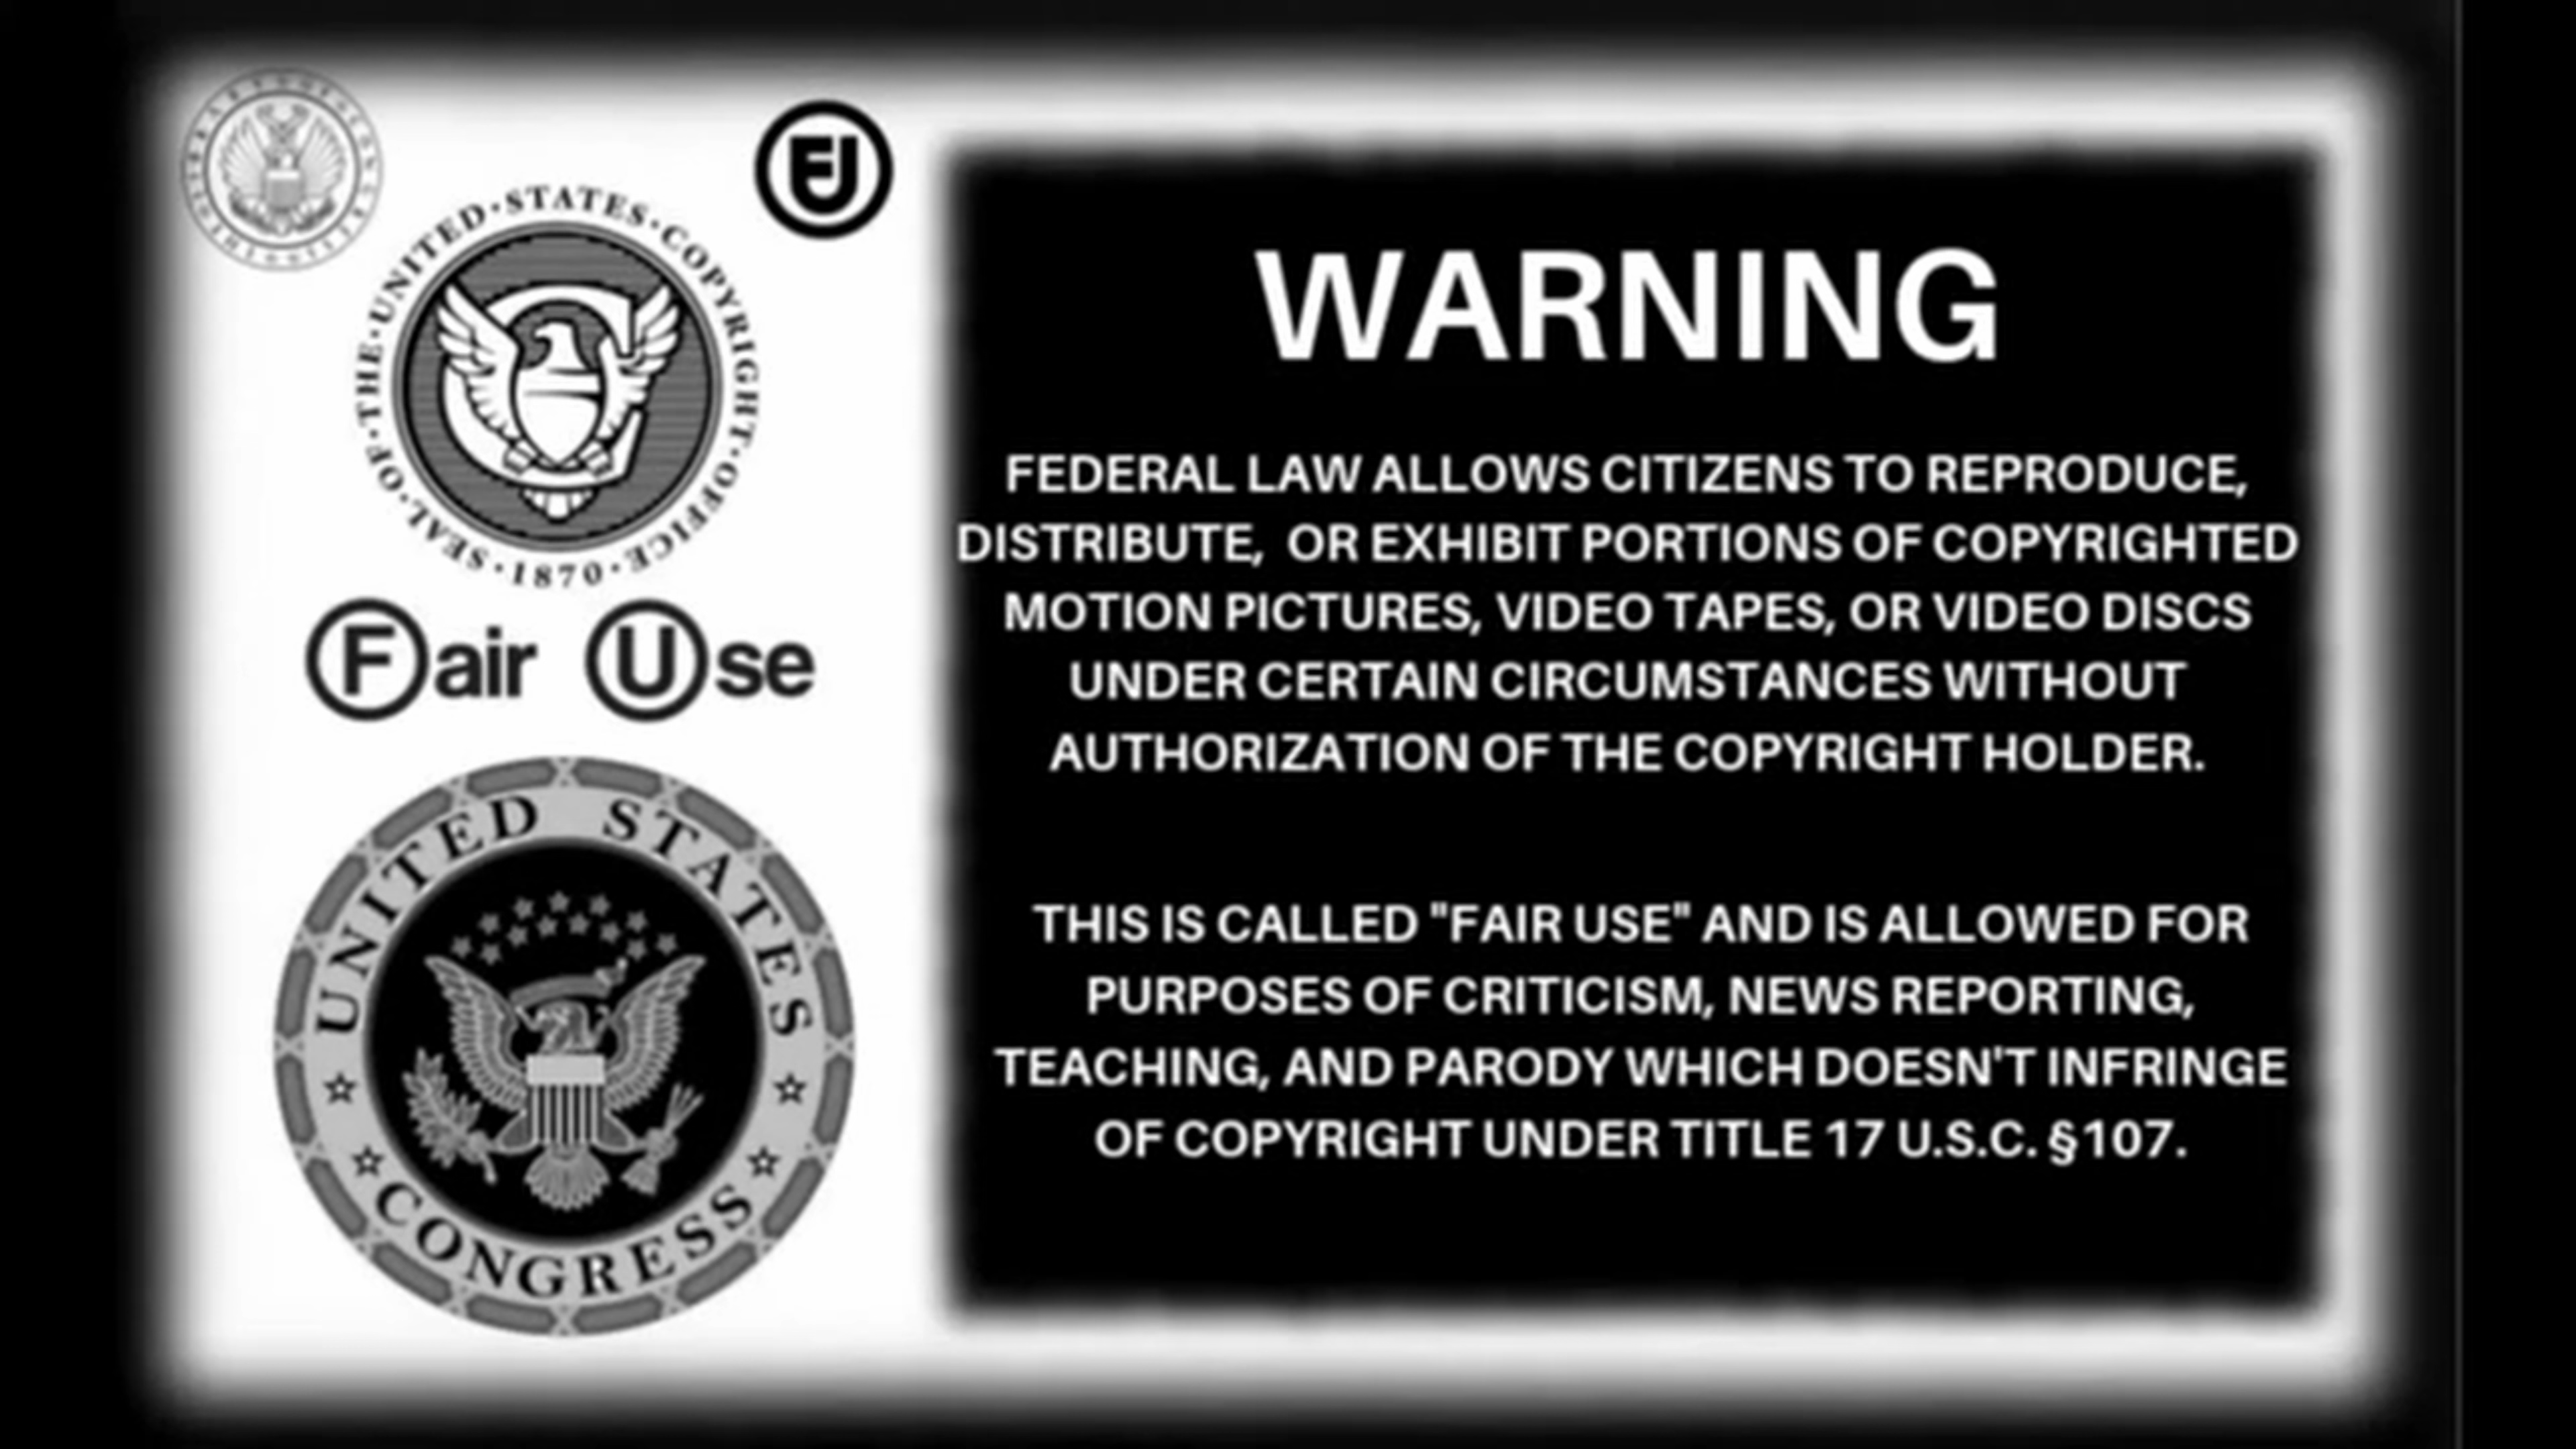 THE·UNITED·STATES·COPYRIGHT·OFFICE·1870·SEAL·OF·
Fair Use
UNITED STATES
CONGRESS
WARNING
FEDERAL LAW ALLOWS CITIZENS TO REPRODUCE,
DISTRIBUTE, OR EXHIBIT PORTIONS OF COPYRIGHTED
MOTION PICTURES, VIDEO TAPES, OR VIDEO DISCS
UNDER CERTAIN CIRCUMSTANCES WITHOUT
AUTHORIZATION OF THE COPYRIGHT HOLDER.
THIS IS CALLED "FAIR USE" AND IS ALLOWED FOR
PURPOSES OF CRITICISM, NEWS REPORTING,
TEACHING, AND PARODY WHICH DOESN'T INFRINGE
OF COPYRIGHT UNDER TITLE 17 U.S.C. §107.